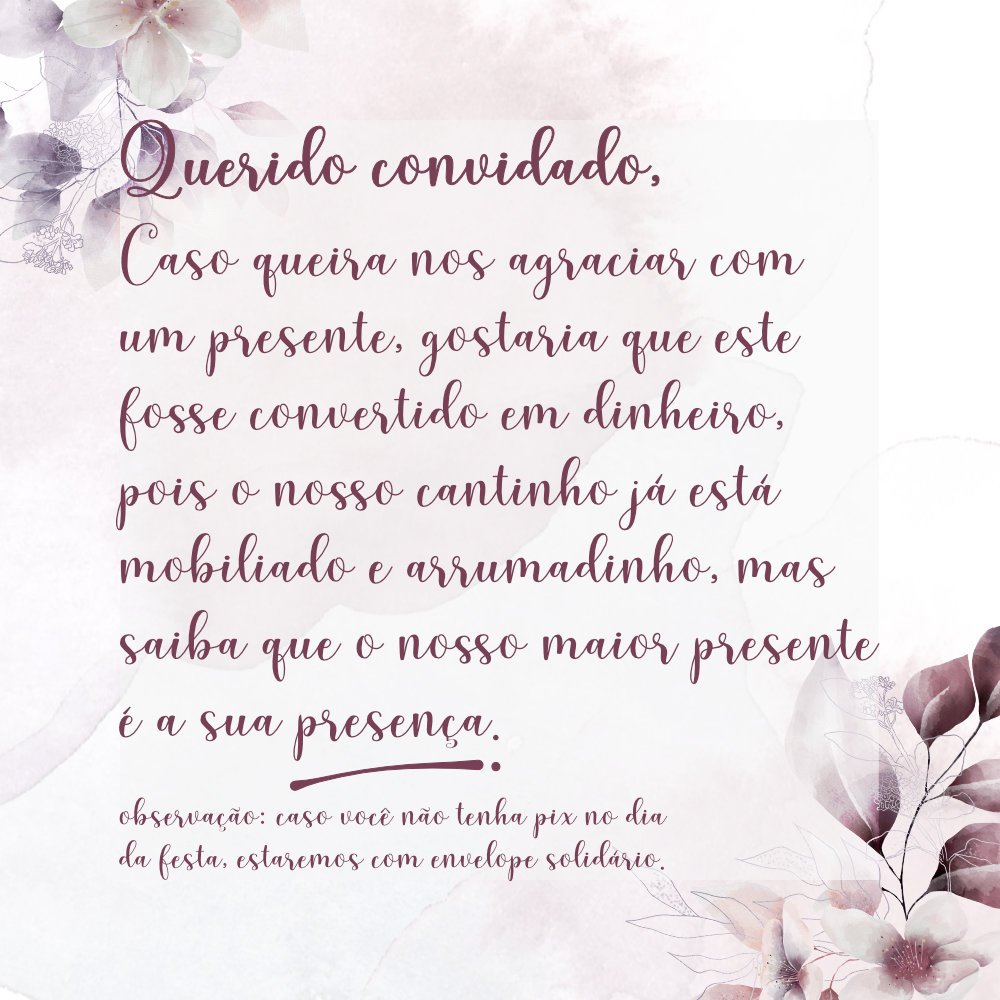 Querido convidado,
Caso queira nos agraciar com
um presente, gostaria que este
fosse convertido em dinheiro,
pois o nosso cantinho já está
mobiliado e arrumadinho, mas
saiba que o nosso maior presente
é a sua presença.
observação: caso você não tenha pix no dia
da festa, estaremos com envelope solidário.